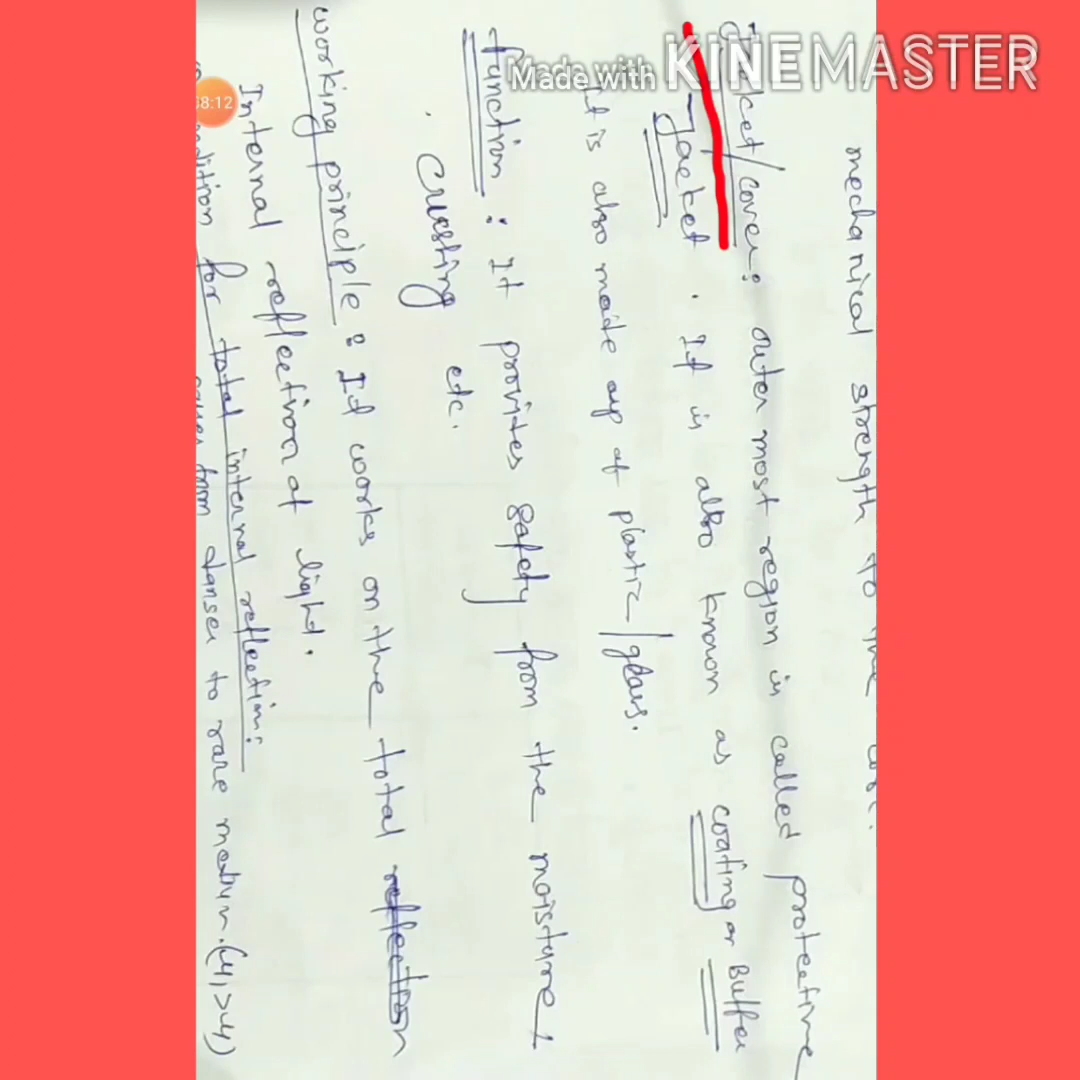 Made with KINEMASTER
mechanical strength to the
Jacket/cover: outer most region is called protective
Jacket. It is also known as coating or Buffer
It is also made up of plastic/glass.
function: It provides safety from the moisture &
crusting etc.
working principle: It works on the total reflection
Internal reflection of light.
condition for total internal reflection:
from danser to rare medium. (μ1>μ
8:12